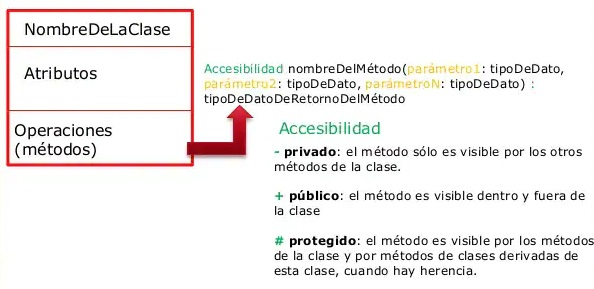 NombreDeLaClase
Atributos
Operaciones
(métodos)
Accesibilidad nombreDelMétodo(parámetro1: tipoDeDato,
parámetru2: tipoDeDato, parámetroN: tipoDeDato) :
tipoDeDatoDeRetornoDelMétodo
Accesibilidad
- privado: el método sólo es visible por los otros
métodos de la clase.
+ público: el método es visible dentro y fuera de
la clase
# protegido: el método es visible por los métodos
de la clase y por métodos de clases derivadas de
esta clase, cuando hay herencia.